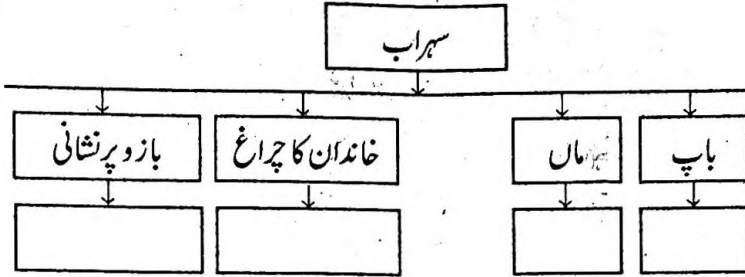 سہراب
باپ
ماں
خاندان کا چراغ
بازو پر نشانی